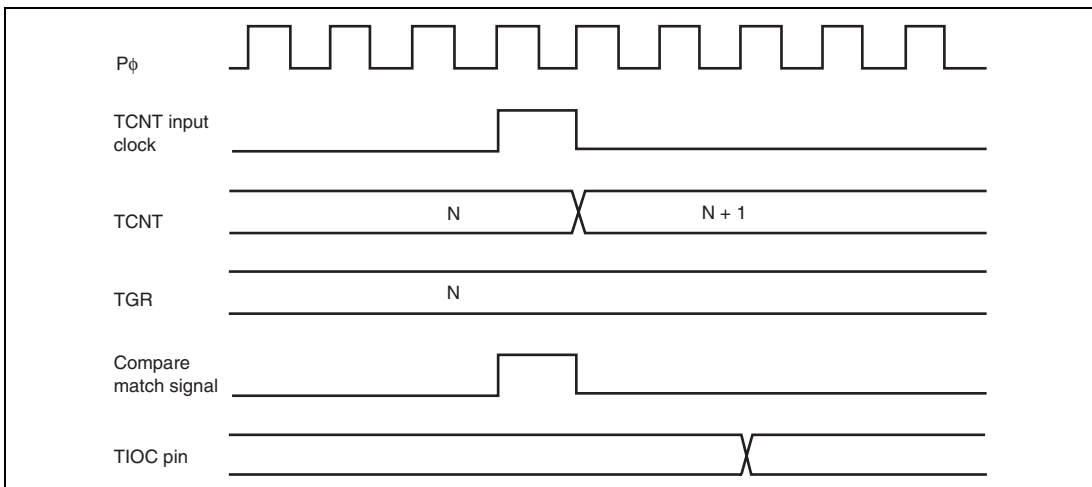 Pϕ
TCNT input
clock
TCNT
N
N + 1
TGR
N
Compare
match signal
TIOC pin